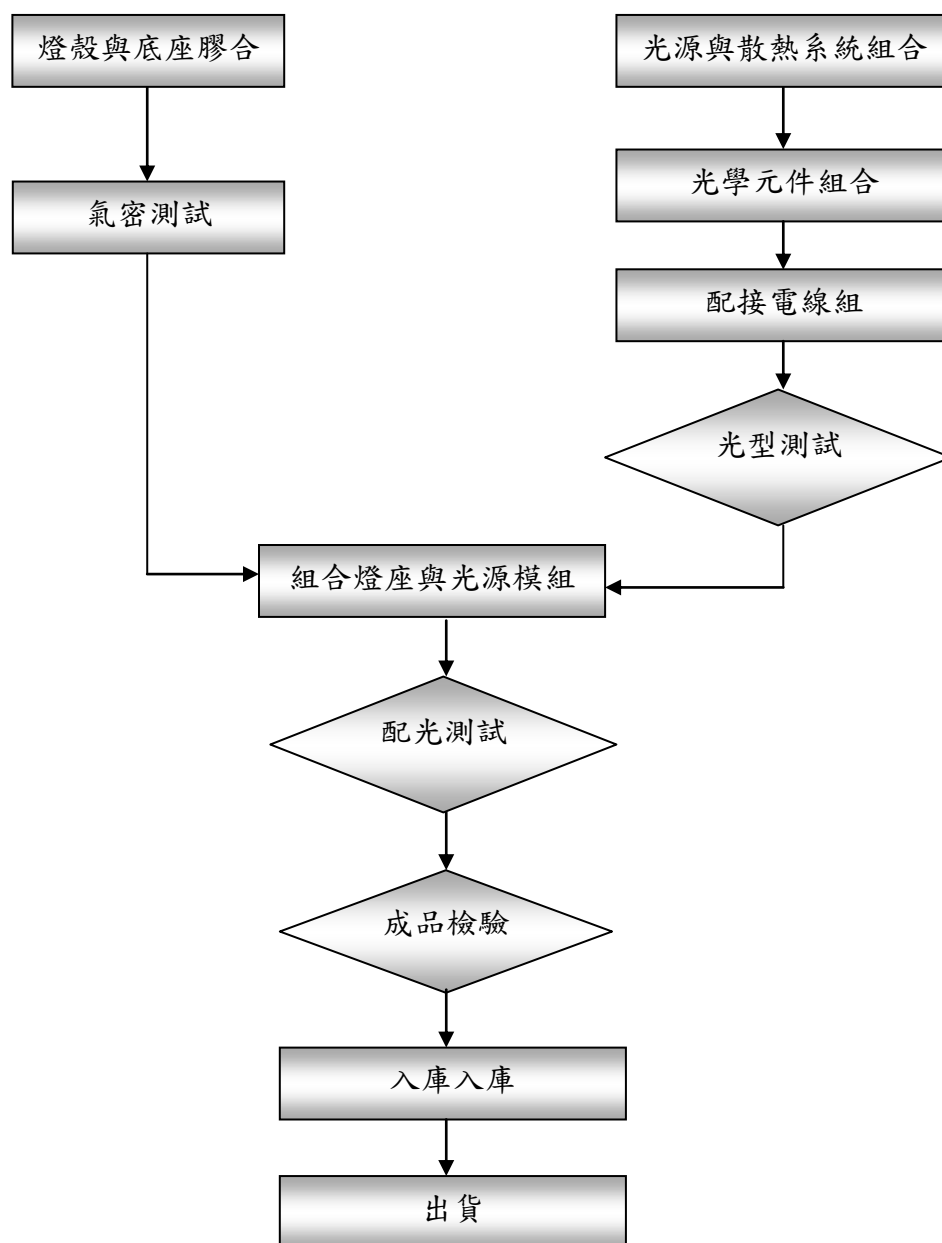 燈殼與底座膠合
光源與散熱系統組合
氣密測試
光學元件組合
配接電線組
光型測試
組合燈座與光源模組
配光測試
成品檢驗
入庫入庫
出貨